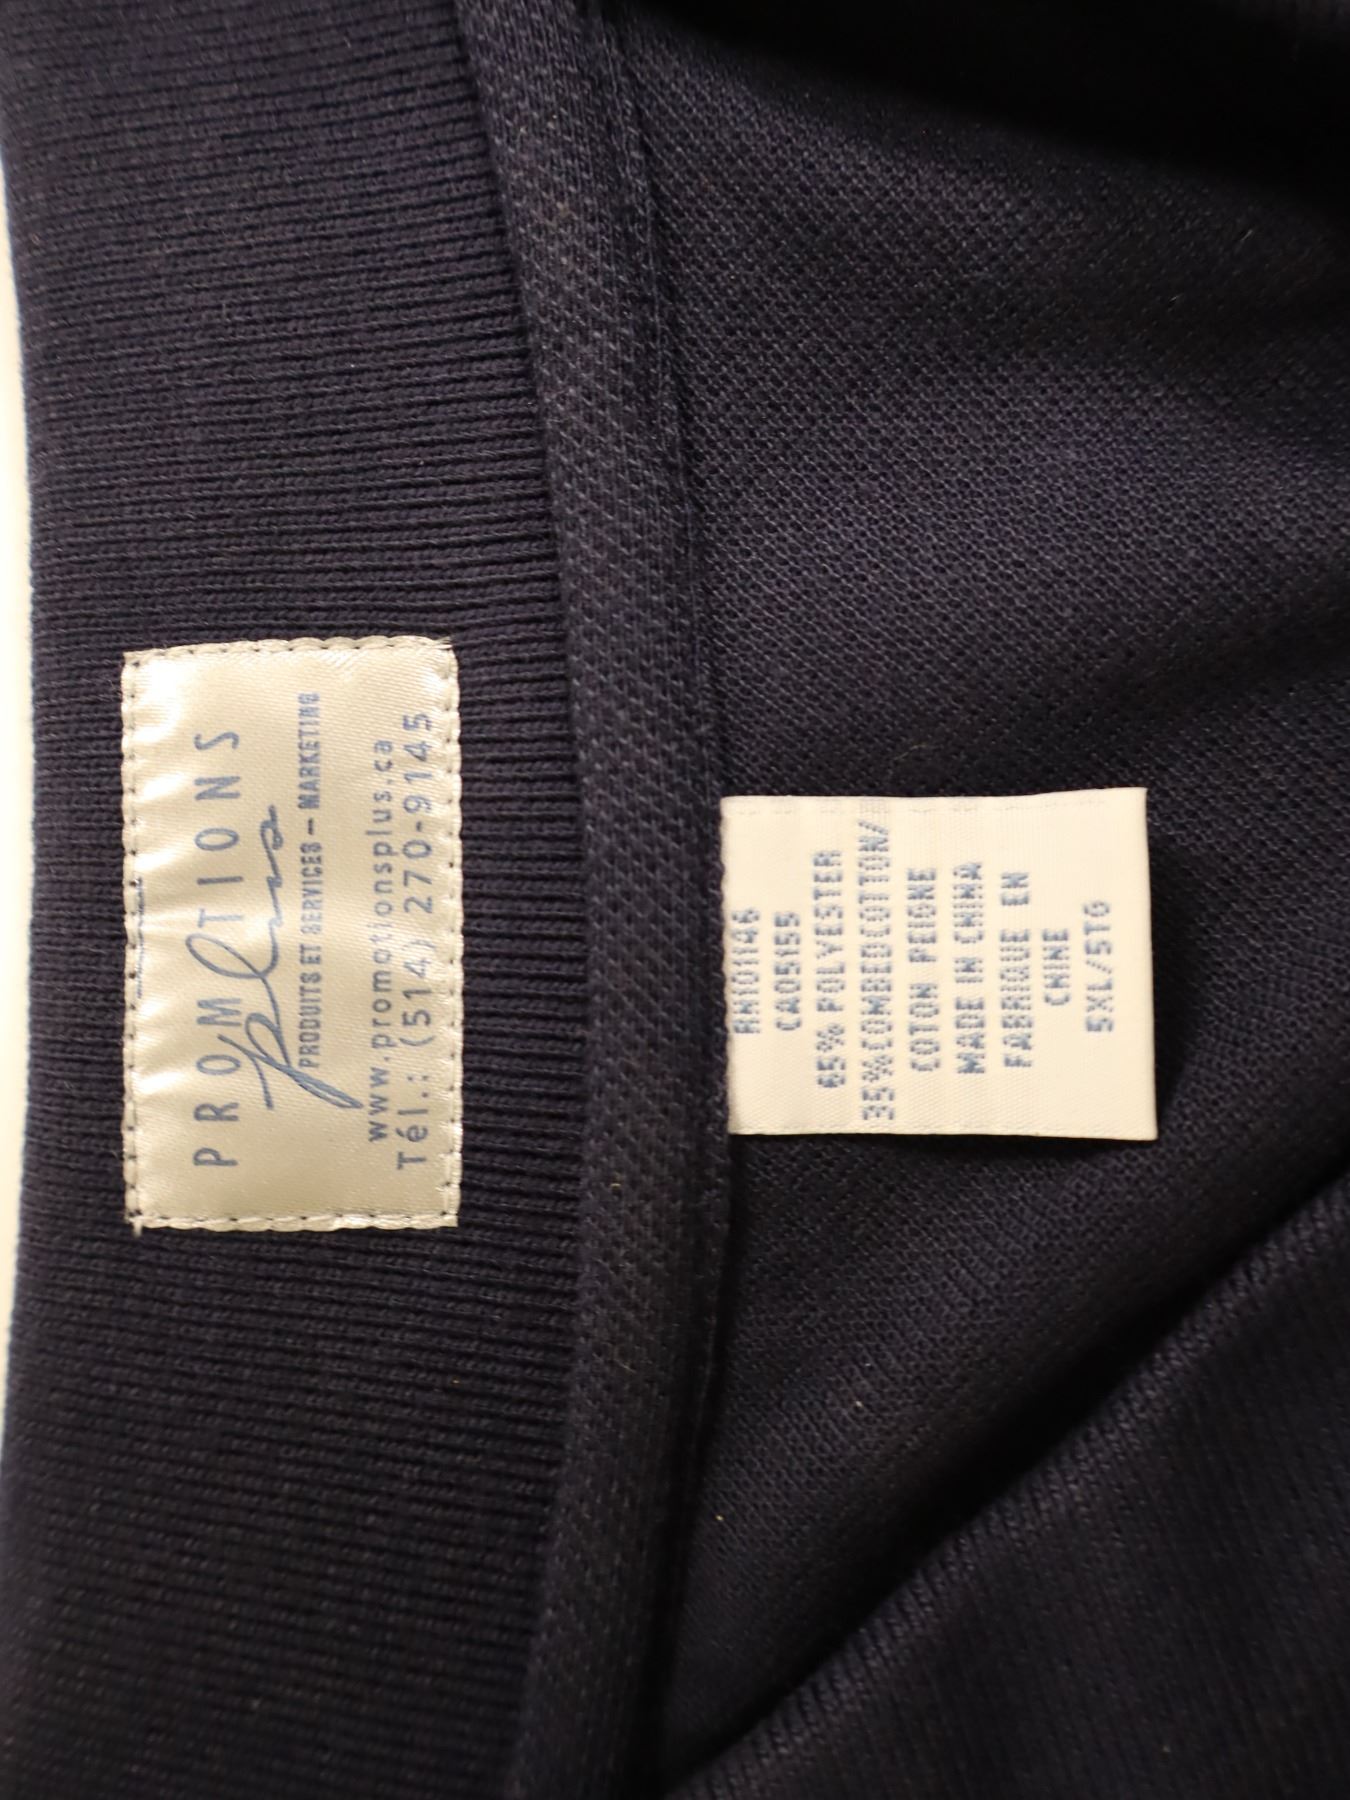 PROMOTIONS
plus
PRODUITS ET SERVICES - MARKETING
www.promotionsplus.ca
Tél.: (514) 270-9145
CA05155
65% POLYESTER
35%COMBEDCOTTON/
COTON PEIGNE
MADE IN CHINA
FABRIQUE EN
CHINE
5XL/5TG